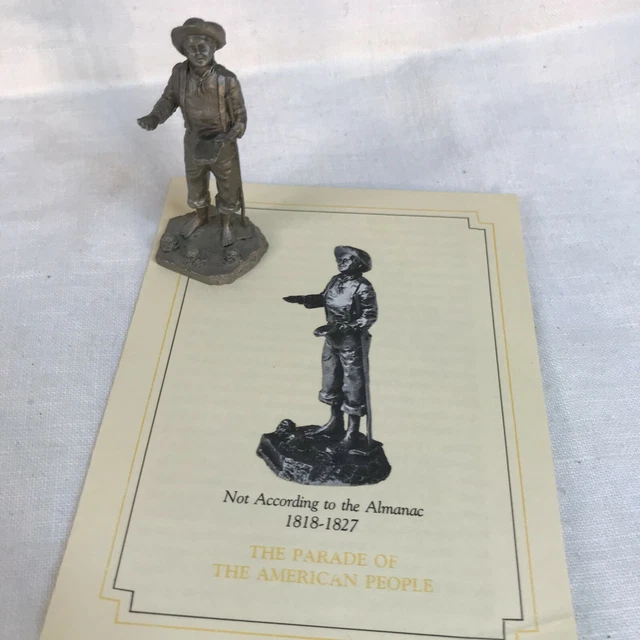 Not According to the Almanac
1818-1827
THE PARADE OF
THE AMERICAN PEOPLE